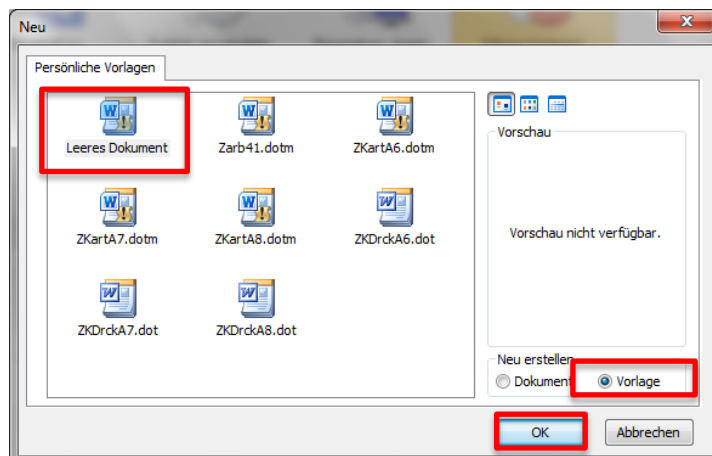 Neu
Persönliche Vorlagen
Leeres Dokument
Zarb41.dotm
ZKartA6.dotm
ZKartA7.dotm
ZKartA8.dotm
ZKDrckA6.dot
ZKDrckA7.dot
ZKDrckA8.dot
Vorschau
Vorschau nicht verfügbar.
Neu erstellen
Dokument
Vorlage
OK
Abbrechen